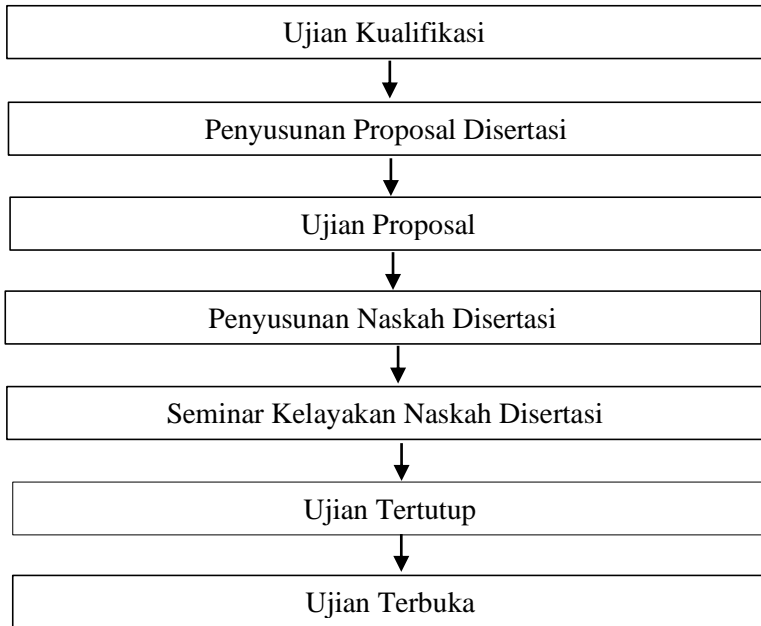 Ujian Kualifikasi
Penyusunan Proposal Disertasi
Ujian Proposal
Penyusunan Naskah Disertasi
Seminar Kelayakan Naskah Disertasi
Ujian Tertutup
Ujian Terbuka